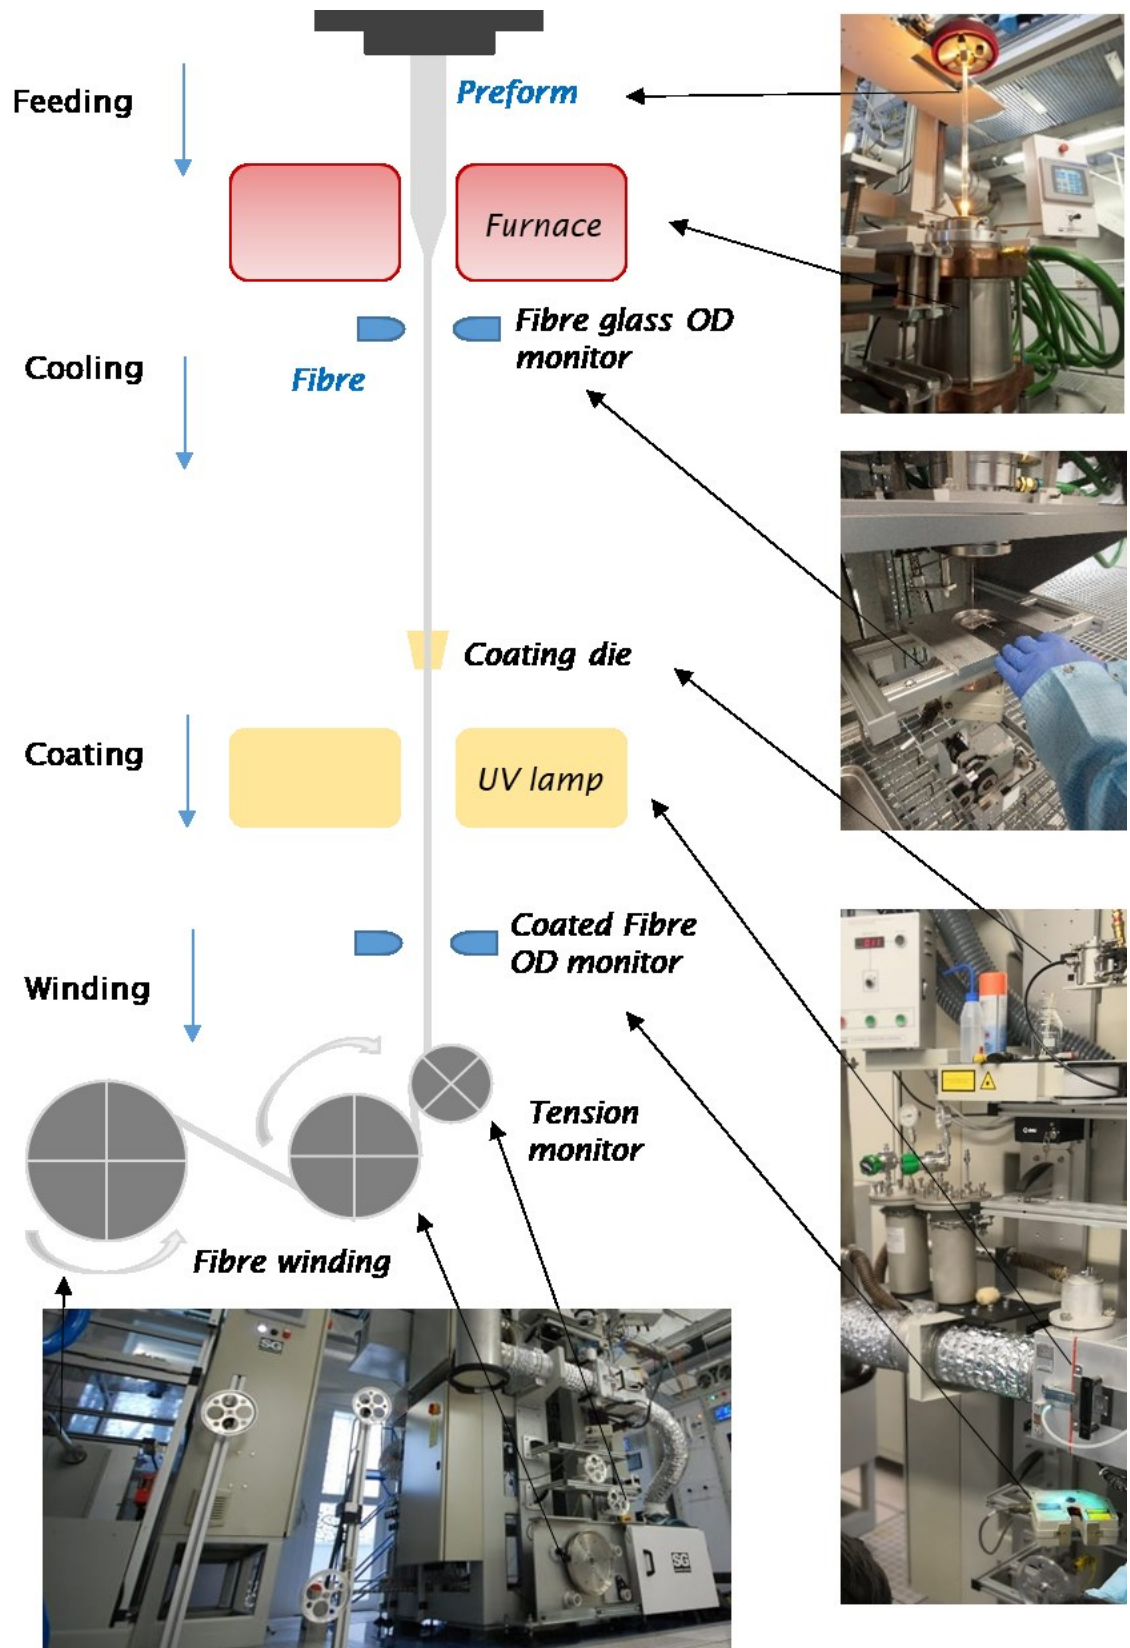 Feeding
Preform
Furnace
Fibre glass OD
monitor
Cooling
Fibre
Coating die
Coating
UV lamp
Coated Fibre
OD monitor
Winding
Tension
monitor
Fibre winding
SG
SG